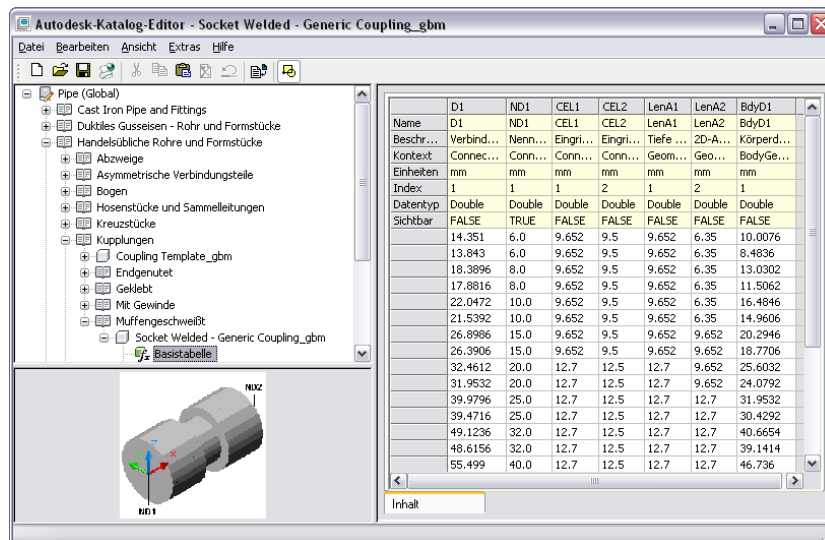 Autodesk-Katalog-Editor - Socket Welded - Generic Coupling_gbm
Datei Bearbeiten Ansicht Extras Hilfe
Pipe (Global)
Cast Iron Pipe and Fittings
Duktiles Gusseisen - Rohr und Formstücke
Handelsübliche Rohre und Formstücke
Abzweige
Asymmetrische Verbindungsteile
Bogen
Hosenstücke und Sammelleitungen
Kreuzstücke
Kupplungen
Coupling Template_gbm
Endgenutet
Geklebt
Mit Gewinde
Muffengeschweißt
Socket Welded - Generic Coupling_gbm
fx Basistabelle
ND2
Z
Y
X
ND1
D1 ND1 CEL1 CEL2 LenA1 LenA2 BdyD1
Name D1 ND1 CEL1 CEL2 LenA1 LenA2 BdyD1
Beschr... Verbind... Nenn... Eingri... Eingri... Tiefe ... 2D-A... Körperd...
Kontext Connec... Conn... Conn... Conn... Geom... Geo... BodyGe...
Einheiten mm mm mm mm mm mm mm
Index 1 1 1 2 1 2 1
Datentyp Double Double Double Double Double Double Double
Sichtbar FALSE TRUE FALSE FALSE FALSE FALSE FALSE
14.351 6.0 9.652 9.5 9.652 6.35 10.0076
13.843 6.0 9.652 9.5 9.652 6.35 8.4836
18.3896 8.0 9.652 9.5 9.652 6.35 13.0302
17.8816 8.0 9.652 9.5 9.652 6.35 11.5062
22.0472 10.0 9.652 9.5 9.652 6.35 16.4846
21.5392 10.0 9.652 9.5 9.652 6.35 14.9606
26.8986 15.0 9.652 9.5 9.652 9.652 20.2946
26.3906 15.0 9.652 9.5 9.652 9.652 18.7706
32.4612 20.0 12.7 12.5 12.7 9.652 25.6032
31.9532 20.0 12.7 12.5 12.7 9.652 24.0792
39.9796 25.0 12.7 12.5 12.7 12.7 31.9532
39.4716 25.0 12.7 12.5 12.7 12.7 30.4292
49.1236 32.0 12.7 12.5 12.7 12.7 40.6654
48.6156 32.0 12.7 12.5 12.7 12.7 39.1414
55.499 40.0 12.7 12.5 12.7 12.7 46.736
Inhalt